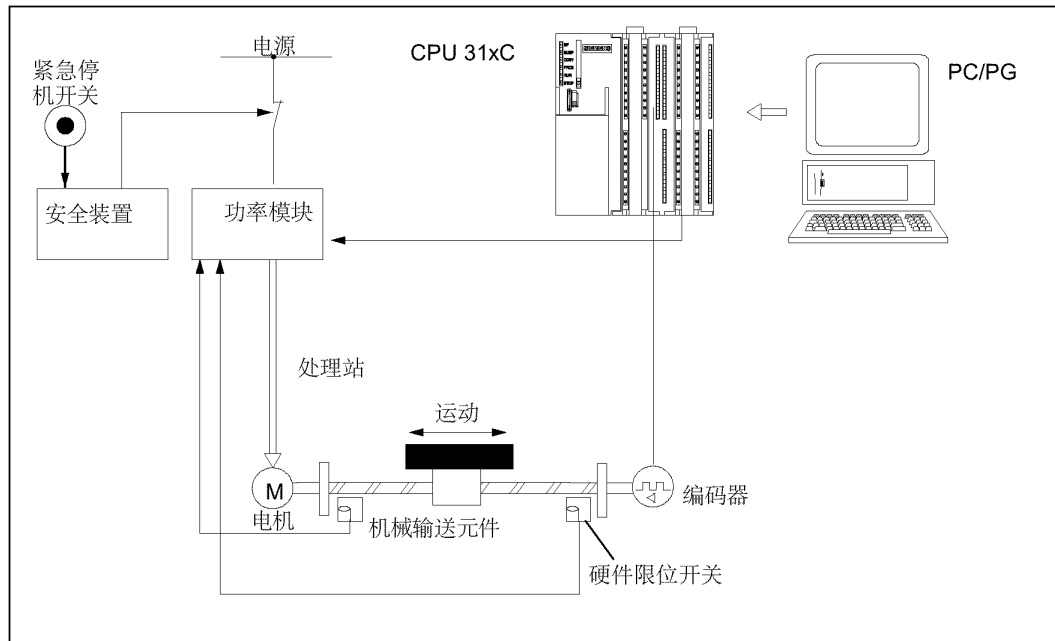 电源
CPU 31xC
PC/PG
紧急停
机开关
安全装置
功率模块
处理站
运动
M
电机
机械输送元件
编码器
硬件限位开关